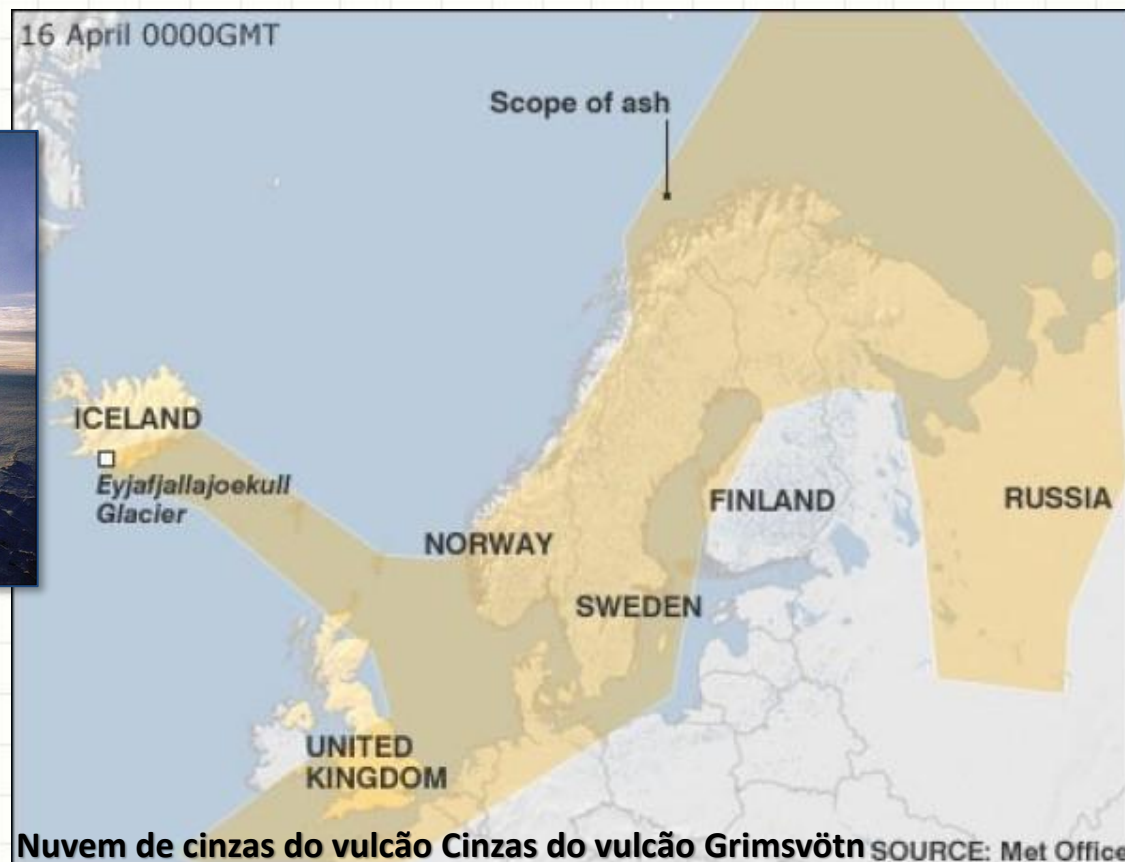 16 April 0000GMT
Scope of ash
ICELAND
Eyjafjallajoekull
Glacier
NORWAY
FINLAND
RUSSIA
SWEDEN
UNITED
KINGDOM
Nuvem de cinzas do vulcão Cinzas do vulcão Grimsvötn SOURCE: Met Office